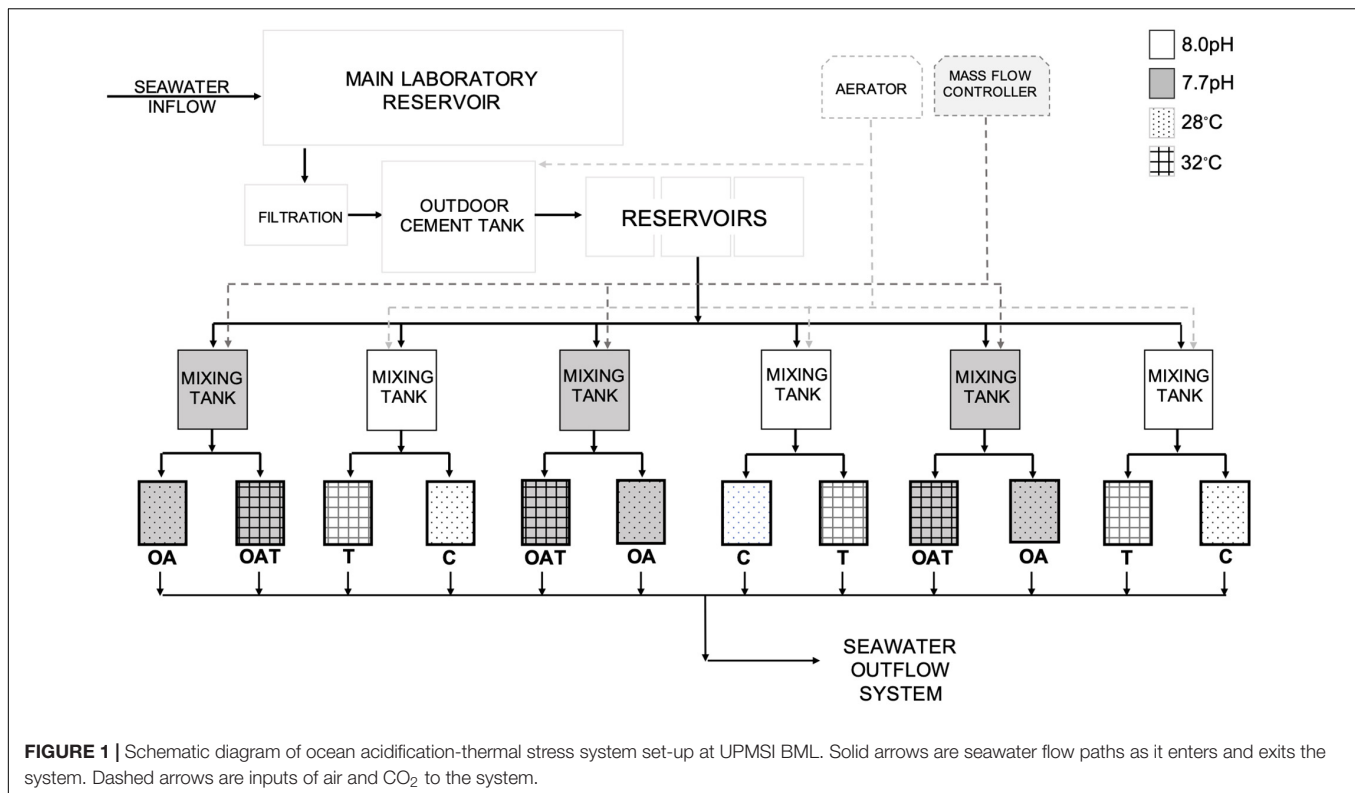 MAIN LABORATORY
RESERVOIR
SEAWATER
INFLOW
AERATOR
MASS FLOW
CONTROLLER
8.0pH
7.7pH
28°C
32°C
FILTRATION
OUTDOOR
CEMENT TANK
RESERVOIRS
MIXING
TANK
MIXING
TANK
MIXING
TANK
MIXING
TANK
MIXING
TANK
MIXING
TANK
OA OAT T C OAT OA C T OAT OA T C
SEAWATER
OUTFLOW
SYSTEM
FIGURE 1 | Schematic diagram of ocean acidification-thermal stress system set-up at UPMSI BML. Solid arrows are seawater flow paths as it enters and exits the
system. Dashed arrows are inputs of air and CO₂ to the system.